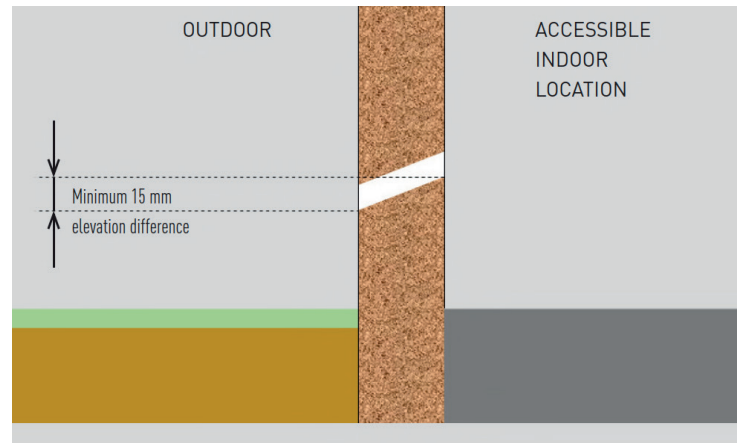 OUTDOOR
ACCESSIBLE
INDOOR
LOCATION
Minimum 15 mm
elevation difference